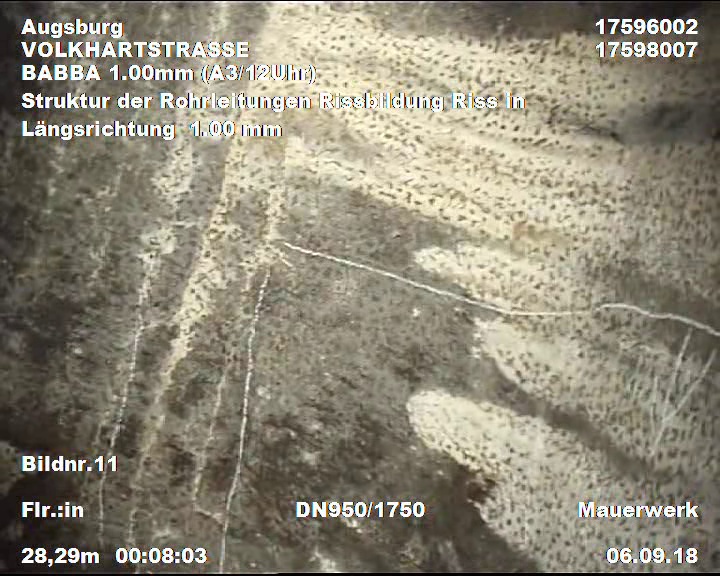 Augsburg 17596002
VOLKHARTSTRASSE 17598007
BABBA 1.00mm (A3/12Uhr)
Struktur der Rohrleitungen Rissbildung Riss in
Längsrichtung 1.00 mm
Bildnr.11
Flr.:in DN950/1750 Mauerwerk
28,29m 00:08:03 06.09.18